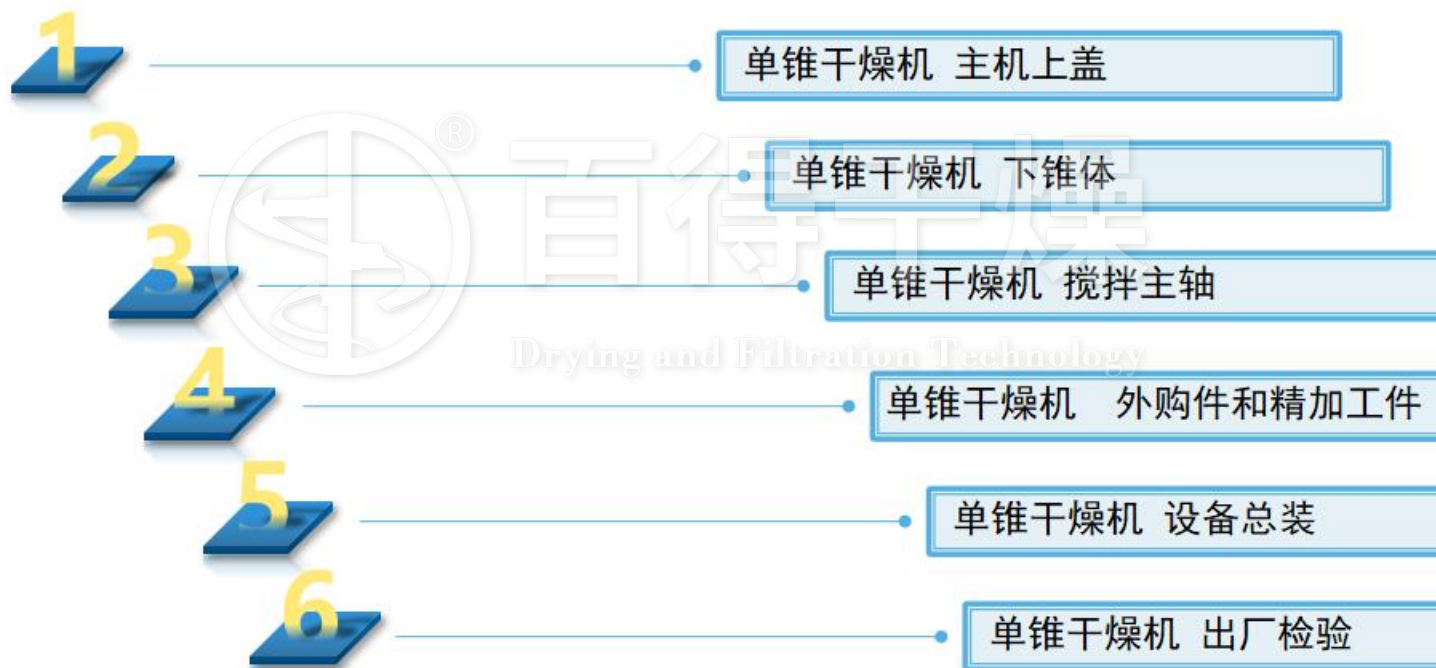 1
单锥干燥机 主机上盖
2
单锥干燥机 下锥体
®
百得干燥
3
单锥干燥机 搅拌主轴
Drying and Filtration Technology
4
单锥干燥机 外购件和精加工件
5
单锥干燥机 设备总装
6
单锥干燥机 出厂检验